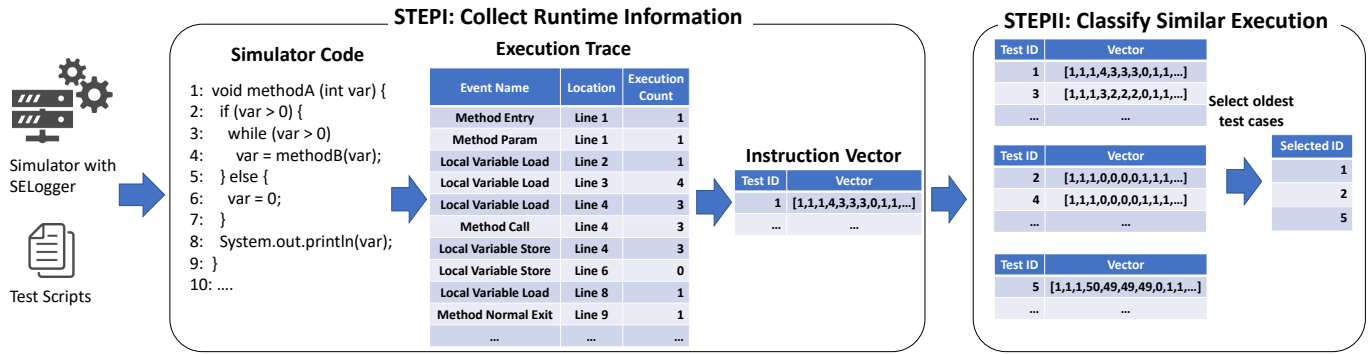 STEPI: Collect Runtime Information
STEPII: Classify Similar Execution
Simulator with
SELogger
Test Scripts
Simulator Code
1: void methodA (int var) {
2: if (var > 0) {
3: while (var > 0)
4: var = methodB(var);
5: } else {
6: var = 0;
7: }
8: System.out.println(var);
9: }
10: ....
Execution Trace
Event Name Location Execution Count
Method Entry Line 1 1
Method Param Line 1 1
Local Variable Load Line 2 1
Local Variable Load Line 3 4
Local Variable Load Line 4 3
Method Call Line 4 3
Local Variable Store Line 4 3
Local Variable Store Line 6 0
Local Variable Load Line 8 1
Method Normal Exit Line 9 1
... ... ...
Instruction Vector
Test ID Vector
1 [1,1,1,4,3,3,3,0,1,1,...]
... ...
Test ID Vector
1 [1,1,1,4,3,3,3,0,1,1,...]
3 [1,1,1,3,2,2,2,0,1,1,...]
... ...
Test ID Vector
2 [1,1,1,0,0,0,0,1,1,1,...]
4 [1,1,1,0,0,0,0,1,1,1,...]
... ...
Test ID Vector
5 [1,1,1,50,49,49,49,0,1,1,...]
... ...
Select oldest
test cases
Selected ID
1
2
5